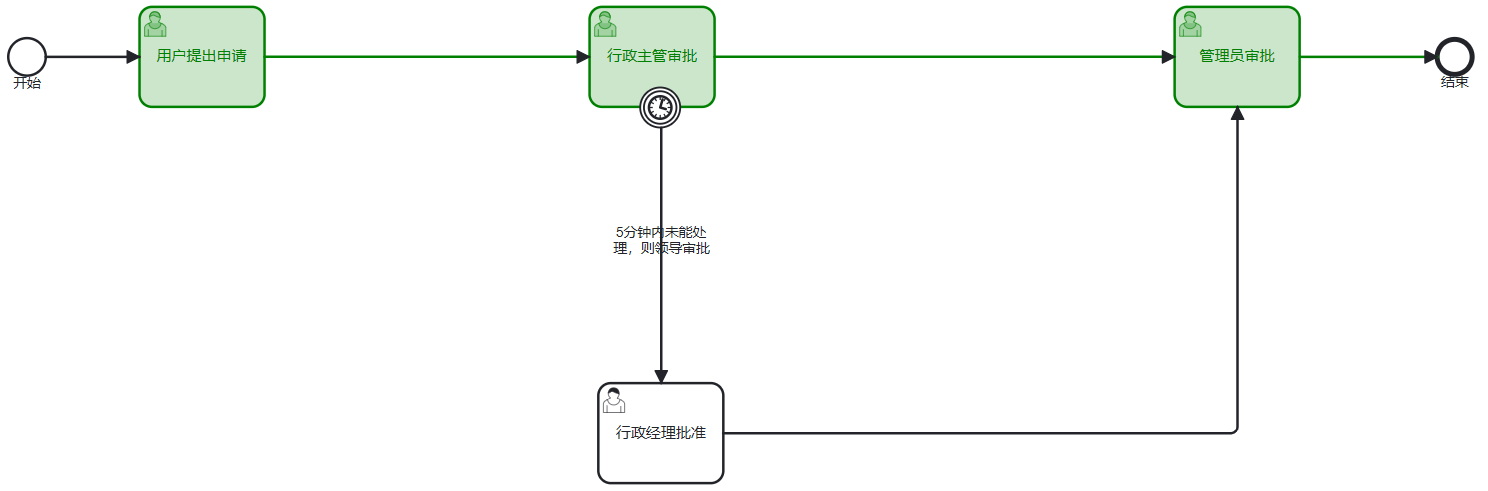 用户提出申请
行政主管审批
管理员审批
开始
结束
5分钟内未能处
理，则领导审批
行政经理批准